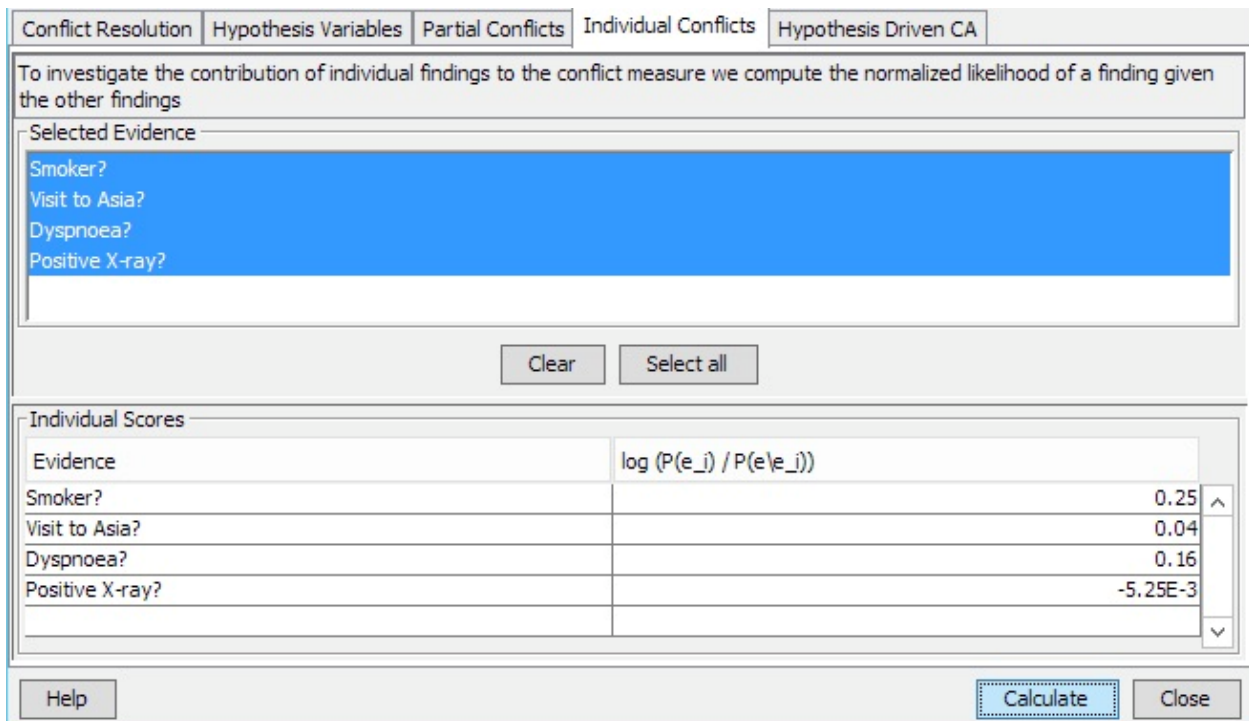 Conflict Resolution Hypothesis Variables Partial Conflicts Individual Conflicts Hypothesis Driven CA
To investigate the contribution of individual findings to the conflict measure we compute the normalized likelihood of a finding given
the other findings
Selected Evidence
Smoker?
Visit to Asia?
Dyspnoea?
Positive X-ray?
Clear Select all
Individual Scores
Evidence log (P(e_i) / P(e\e_i))
Smoker? 0.25
Visit to Asia? 0.04
Dyspnoea? 0.16
Positive X-ray? -5.25E-3
Help Calculate Close